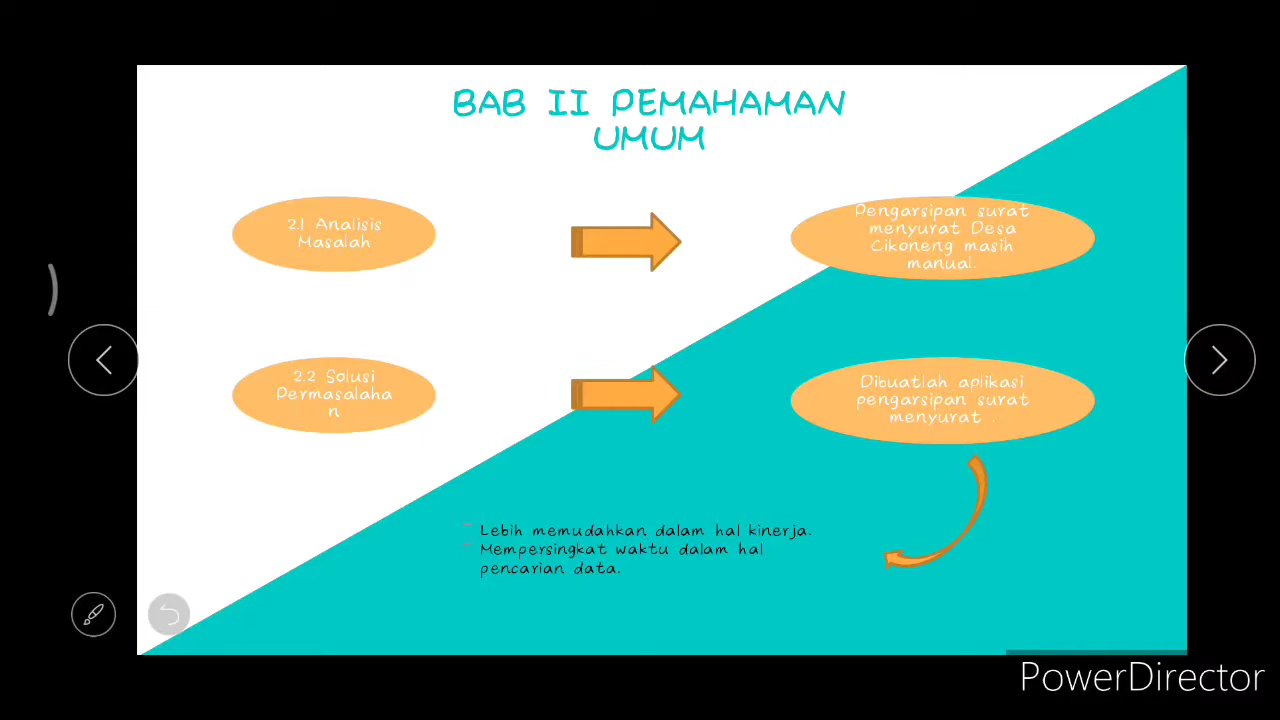 BAB II PEMAHAMAN
UMUM
2.1 Analisis
Masalah
Pengarsipan surat
menyurat Desa
Cikoneng masih
manual.
2.2 Solusi
Permasalaha
n
Dibuatlah aplikasi
pengarsipan surat
menyurat .
- Lebih memudahkan dalam hal kinerja.
- Mempersingkat waktu dalam hal
pencarian data.
PowerDirector